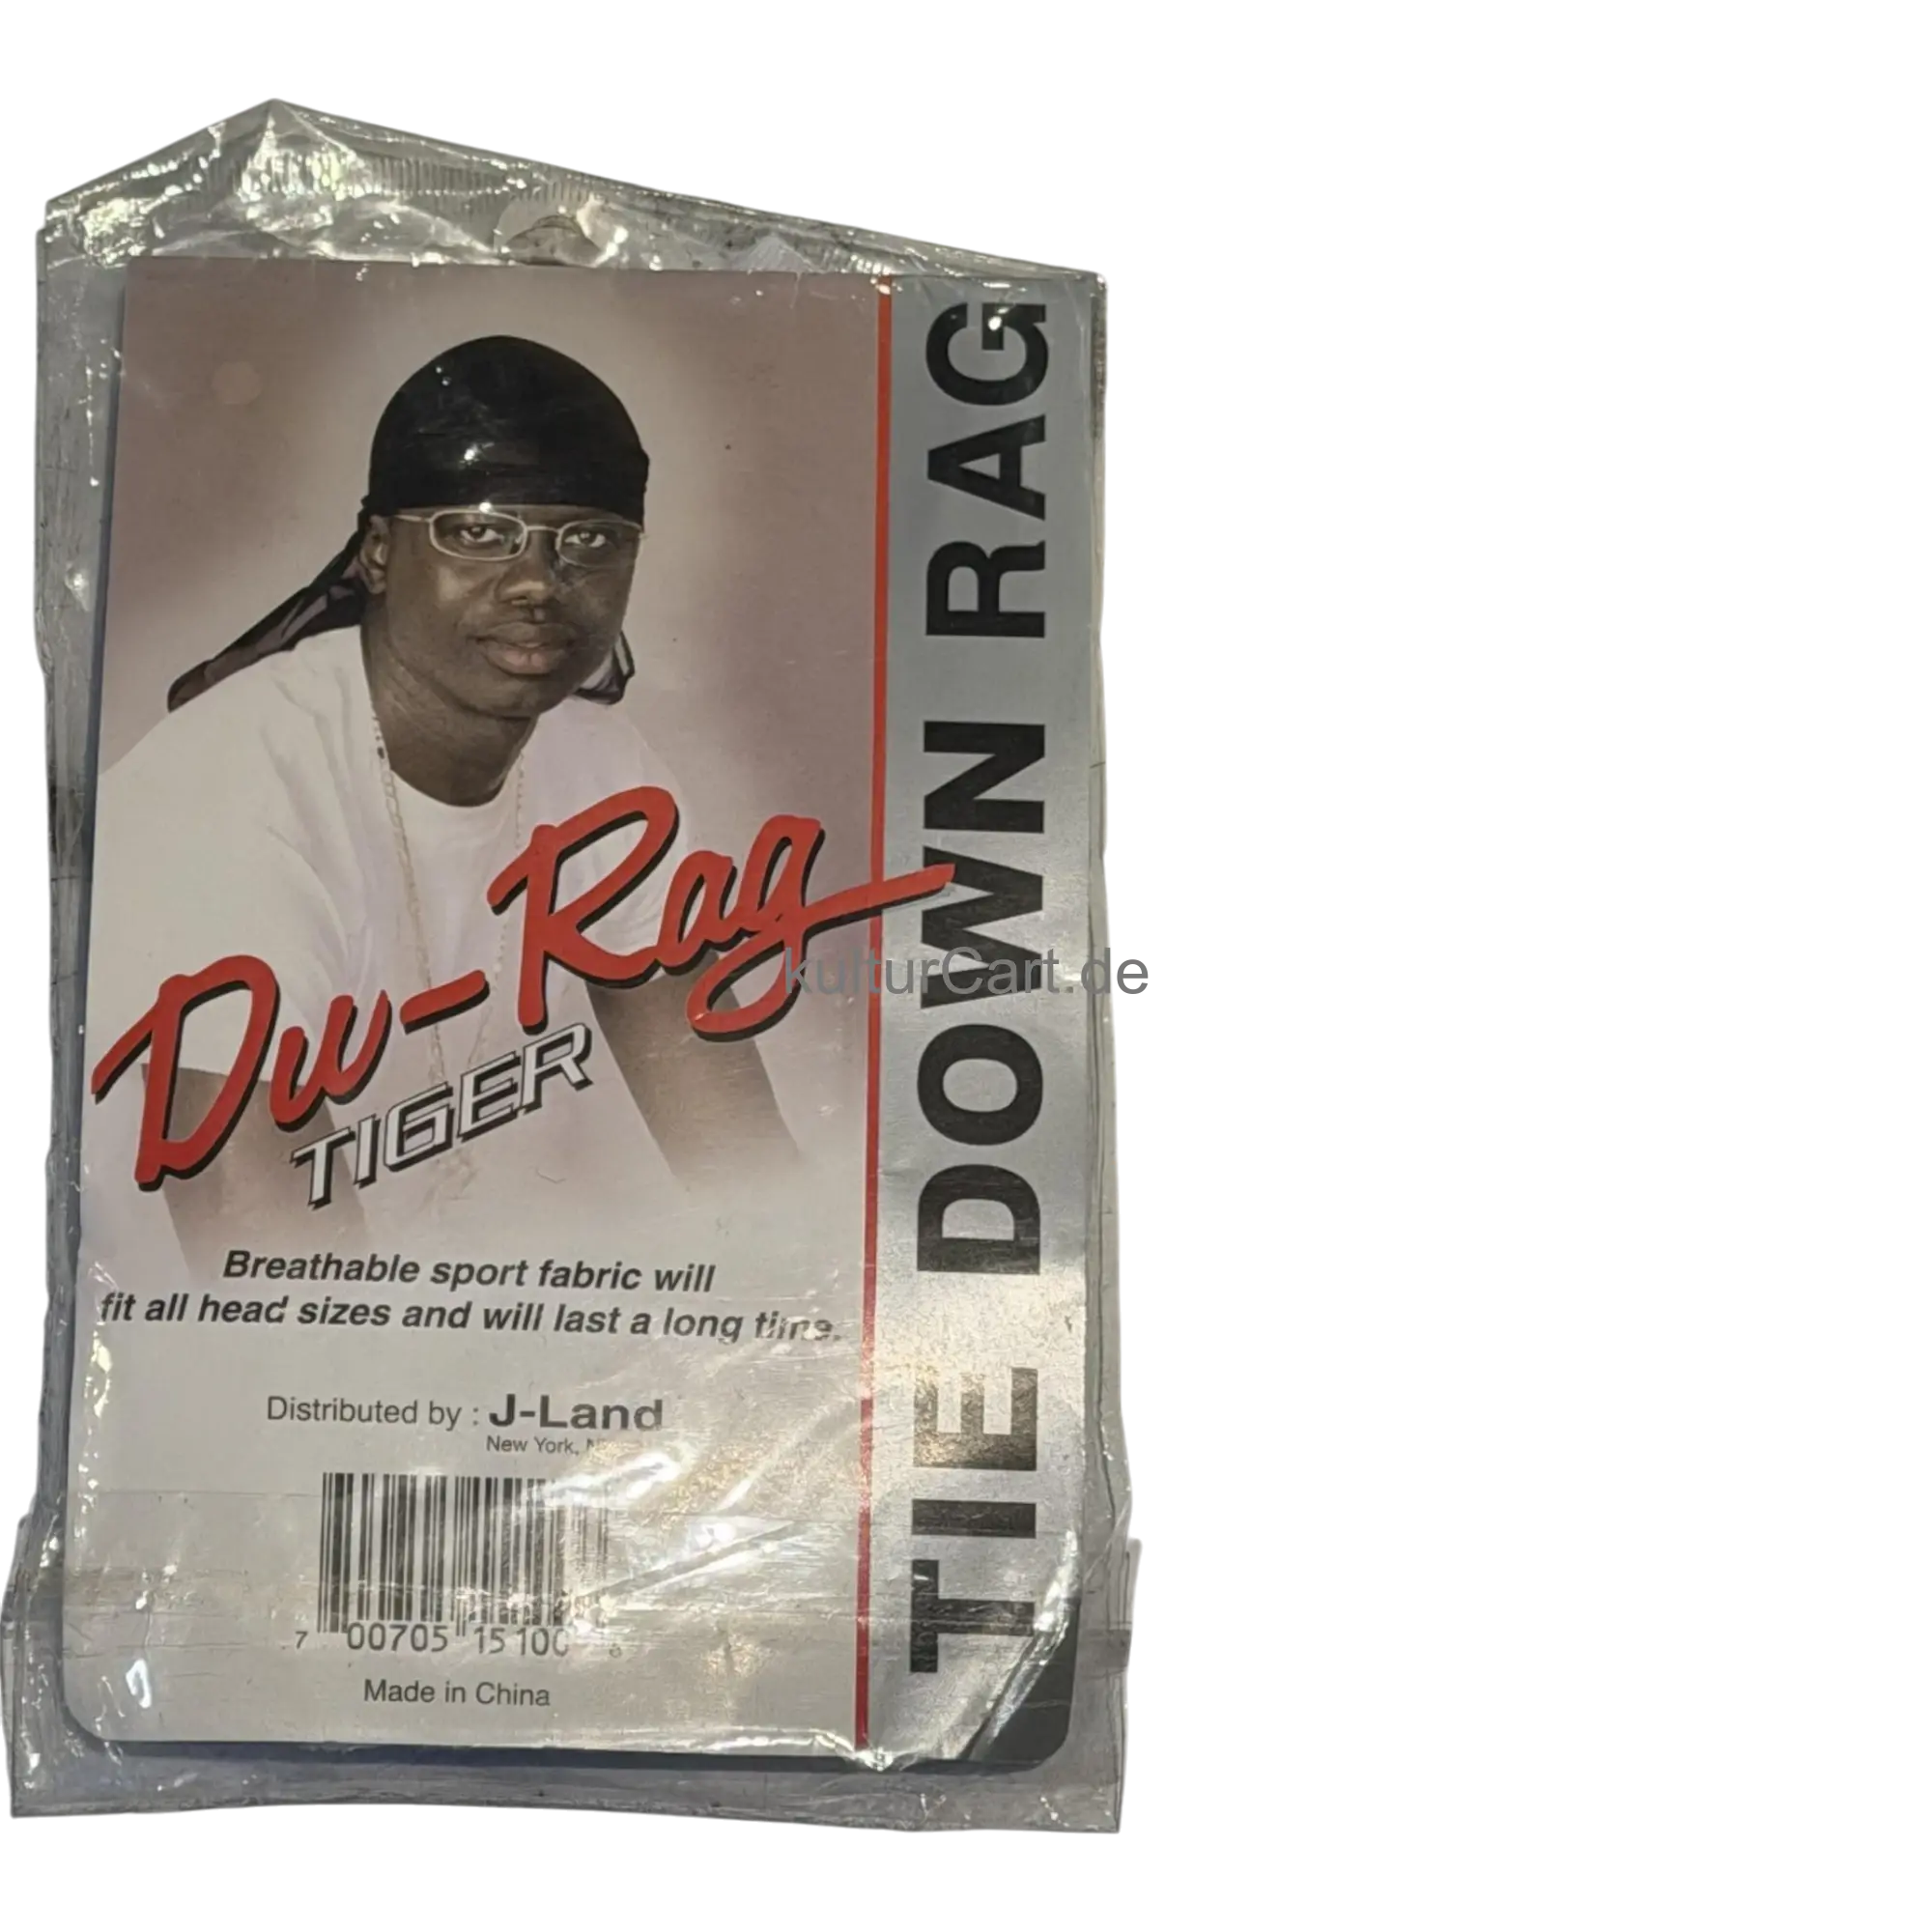 TIE DOWN RAG
Du-Rag
TIGER
kulturCart.de
Breathable sport fabric will
fit all head sizes and will last a long time.
Distributed by : J-Land
New York,
7 00705 15100 8
Made in China